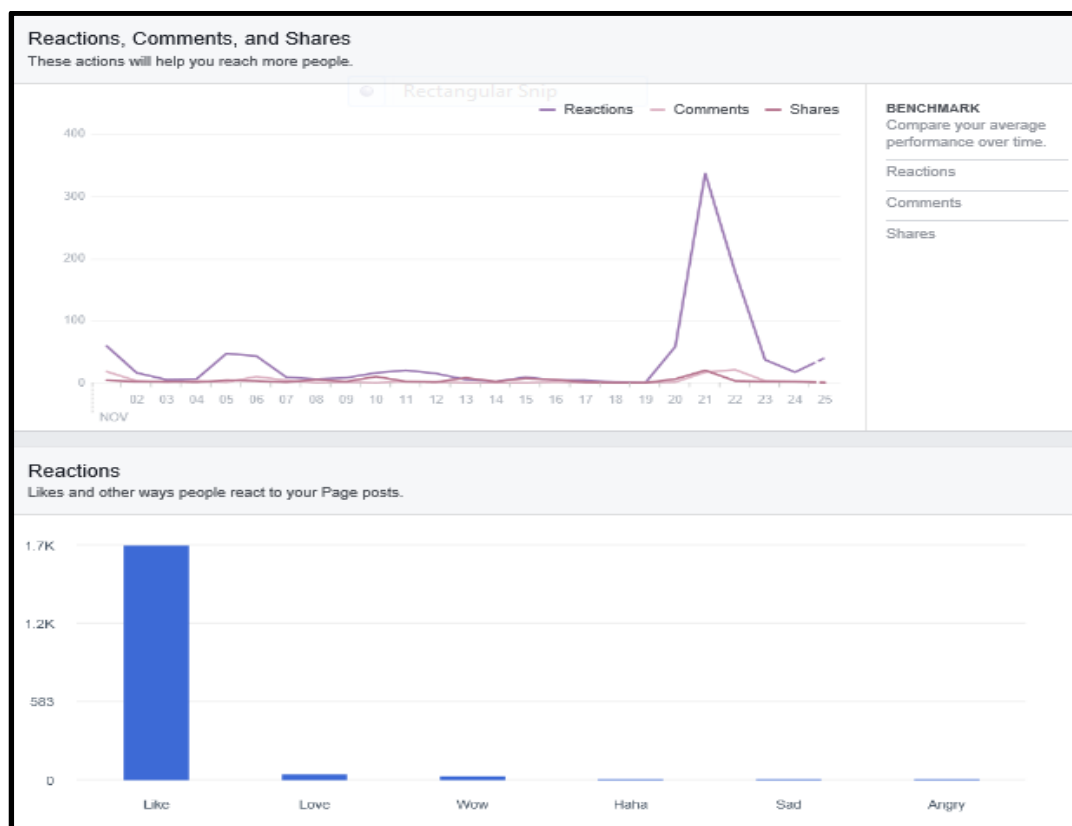 Reactions, Comments, and Shares
These actions will help you reach more people.
Rectangular Snip
Reactions Comments Shares
BENCHMARK
Compare your average
performance over time.
Reactions
Comments
Shares
400
300
200
100
0
02 03 04 05 06 07 08 09 10 11 12 13 14 15 16 17 18 19 20 21 22 23 24 25
NOV
Reactions
Likes and other ways people react to your Page posts.
1.7K
1.2K
583
0
Like Love Wow Haha Sad Angry